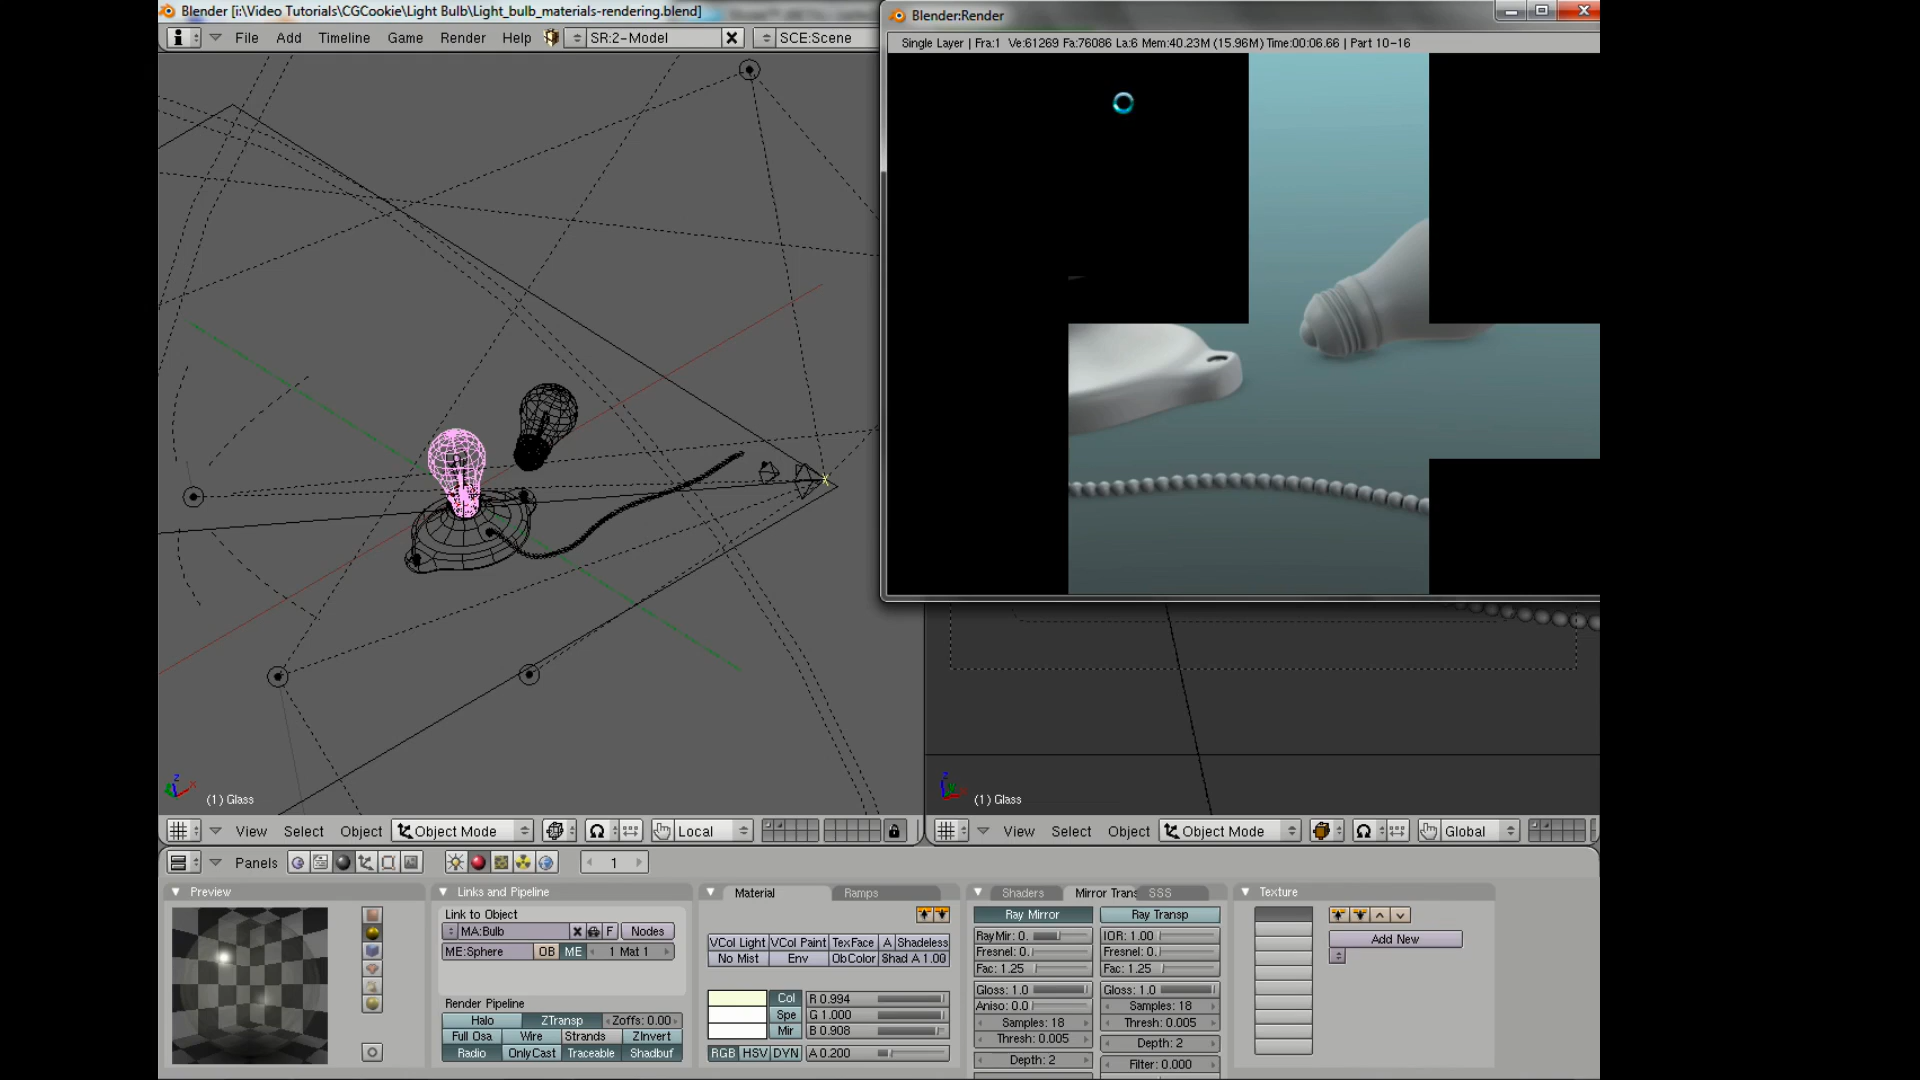 Blender [i:\Video Tutorials\CGCookie\Light Bulb\Light_bulb_materials-rendering.blend]
File Add Timeline Game Render Help SR:2-Model SCE:Scene
Blender:Render
Single Layer | Fra:1 Ve:61269 Fa:76086 La:6 Mem:40.23M (15.96M) Time:00:06.66 | Part 10-16
(1) Glass
(1) Glass
View Select Object Object Mode Local
View Select Object Object Mode Global
Panels 1
Preview
Links and Pipeline
Link to Object
MA:Bulb F Nodes
ME:Sphere OB ME 1 Mat 1
Render Pipeline
Halo ZTransp Zoffs: 0.00
Full Osa Wire Strands ZInvert
Radio OnlyCast Traceable Shadbuf
Material Ramps
VCol Light VCol Paint TexFace A Shadeless
No Mist Env ObColor Shad A 1.00
Col R 0.994
Spe G 1.000
Mir B 0.908
RGB HSV DYN A 0.200
Shaders Mirror Trans SSS
Ray Mirror Ray Transp
RayMir: 0. IOR: 1.00
Fresnel: 0. Fresnel: 0.
Fac: 1.25 Fac: 1.25
Gloss: 1.0 Gloss: 1.0
Aniso: 0.0 Samples: 18
Samples: 18 Thresh: 0.005
Thresh: 0.005 Depth: 2
Depth: 2 Filter: 0.000
Texture
Add New